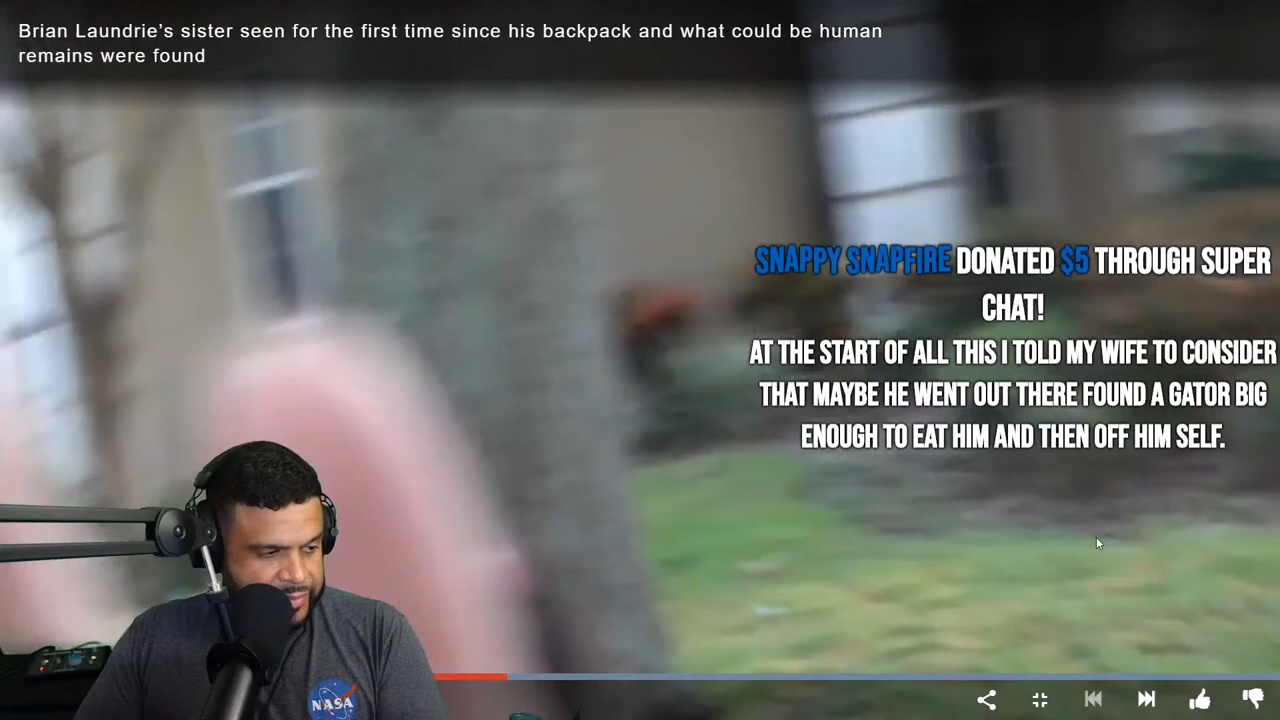 Brian Laundrie's sister seen for the first time since his backpack and what could be human
remains were found
SNAPPY SNAPFIRE DONATED $5 THROUGH SUPER
CHAT!
AT THE START OF ALL THIS I TOLD MY WIFE TO CONSIDER
THAT MAYBE HE WENT OUT THERE FOUND A GATOR BIG
ENOUGH TO EAT HIM AND THEN OFF HIM SELF.
NASA